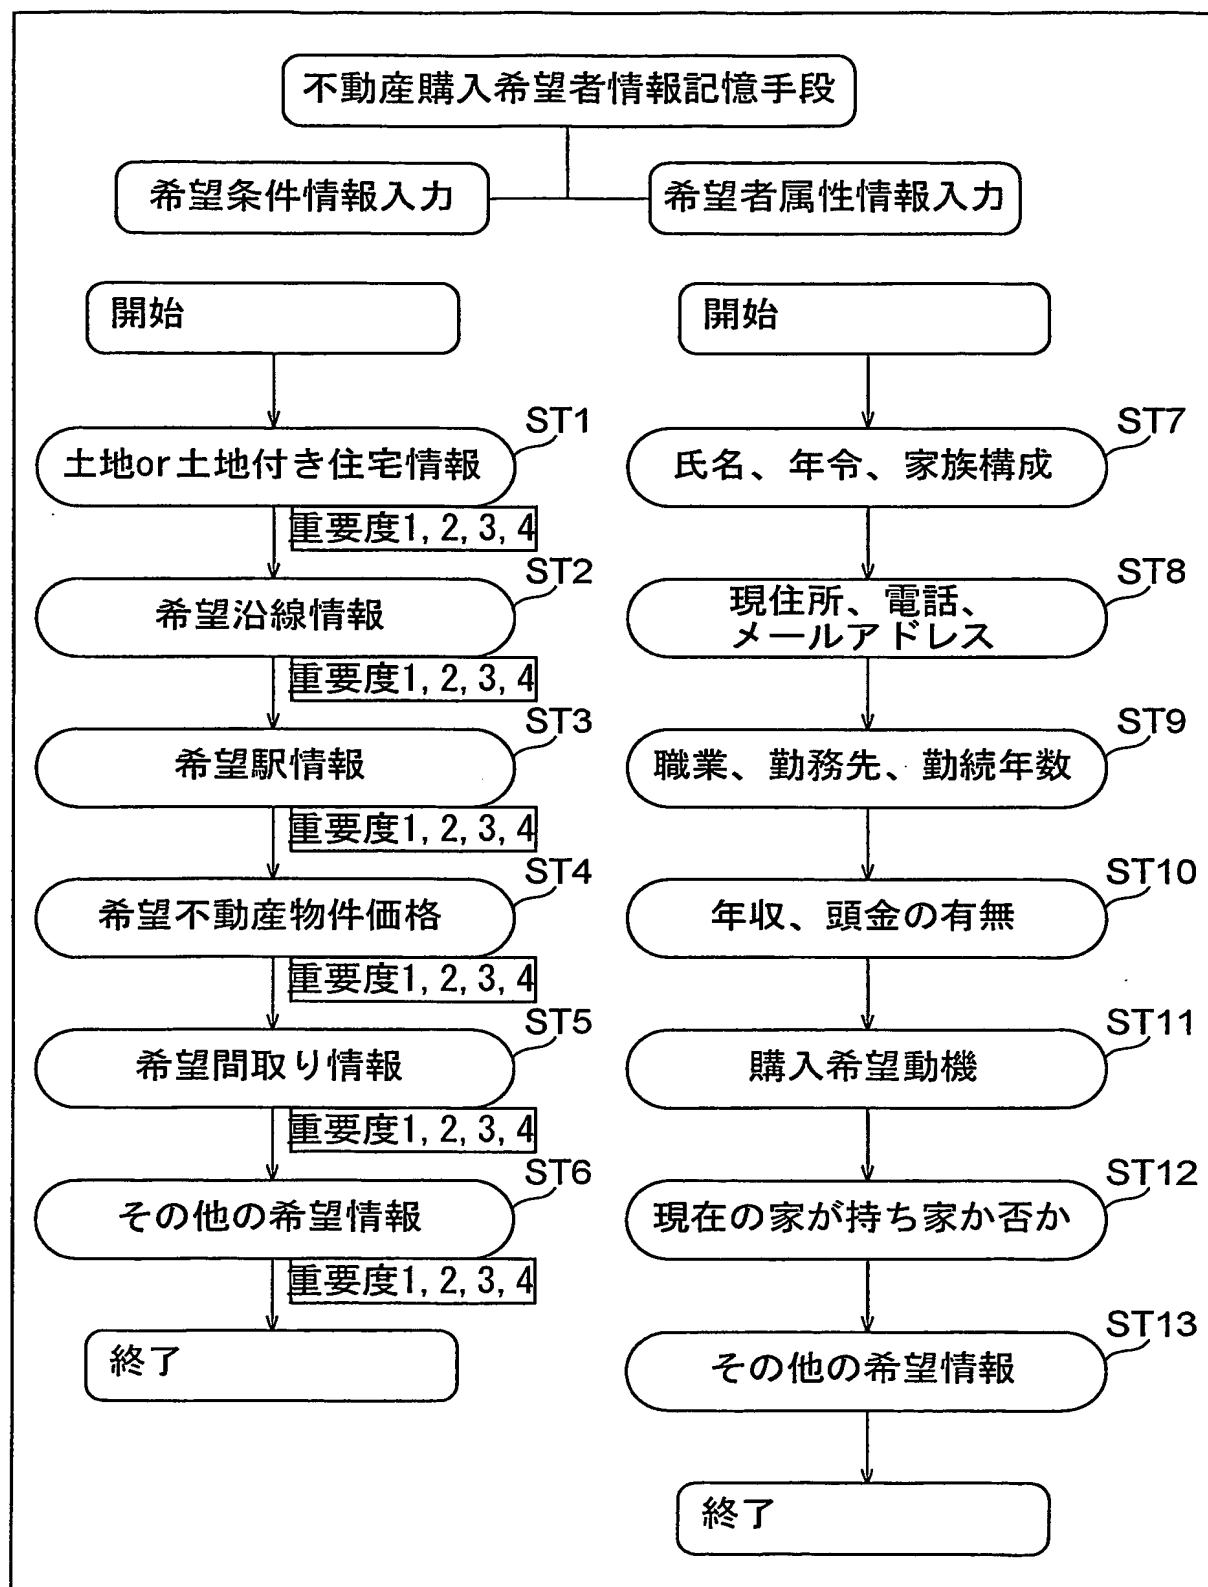 不動産購入希望者情報記憶手段
希望条件情報入力
希望者属性情報入力
開始
ST1
土地or土地付き住宅情報
重要度1, 2, 3, 4
ST2
希望沿線情報
重要度1, 2, 3, 4
ST3
希望駅情報
重要度1, 2, 3, 4
ST4
希望不動産物件価格
重要度1, 2, 3, 4
ST5
希望間取り情報
重要度1, 2, 3, 4
ST6
その他の希望情報
重要度1, 2, 3, 4
終了
開始
ST7
氏名、年令、家族構成
ST8
現住所、電話、
メールアドレス
ST9
職業、勤務先、勤続年数
ST10
年収、頭金の有無
ST11
購入希望動機
ST12
現在の家が持ち家か否か
ST13
その他の希望情報
終了